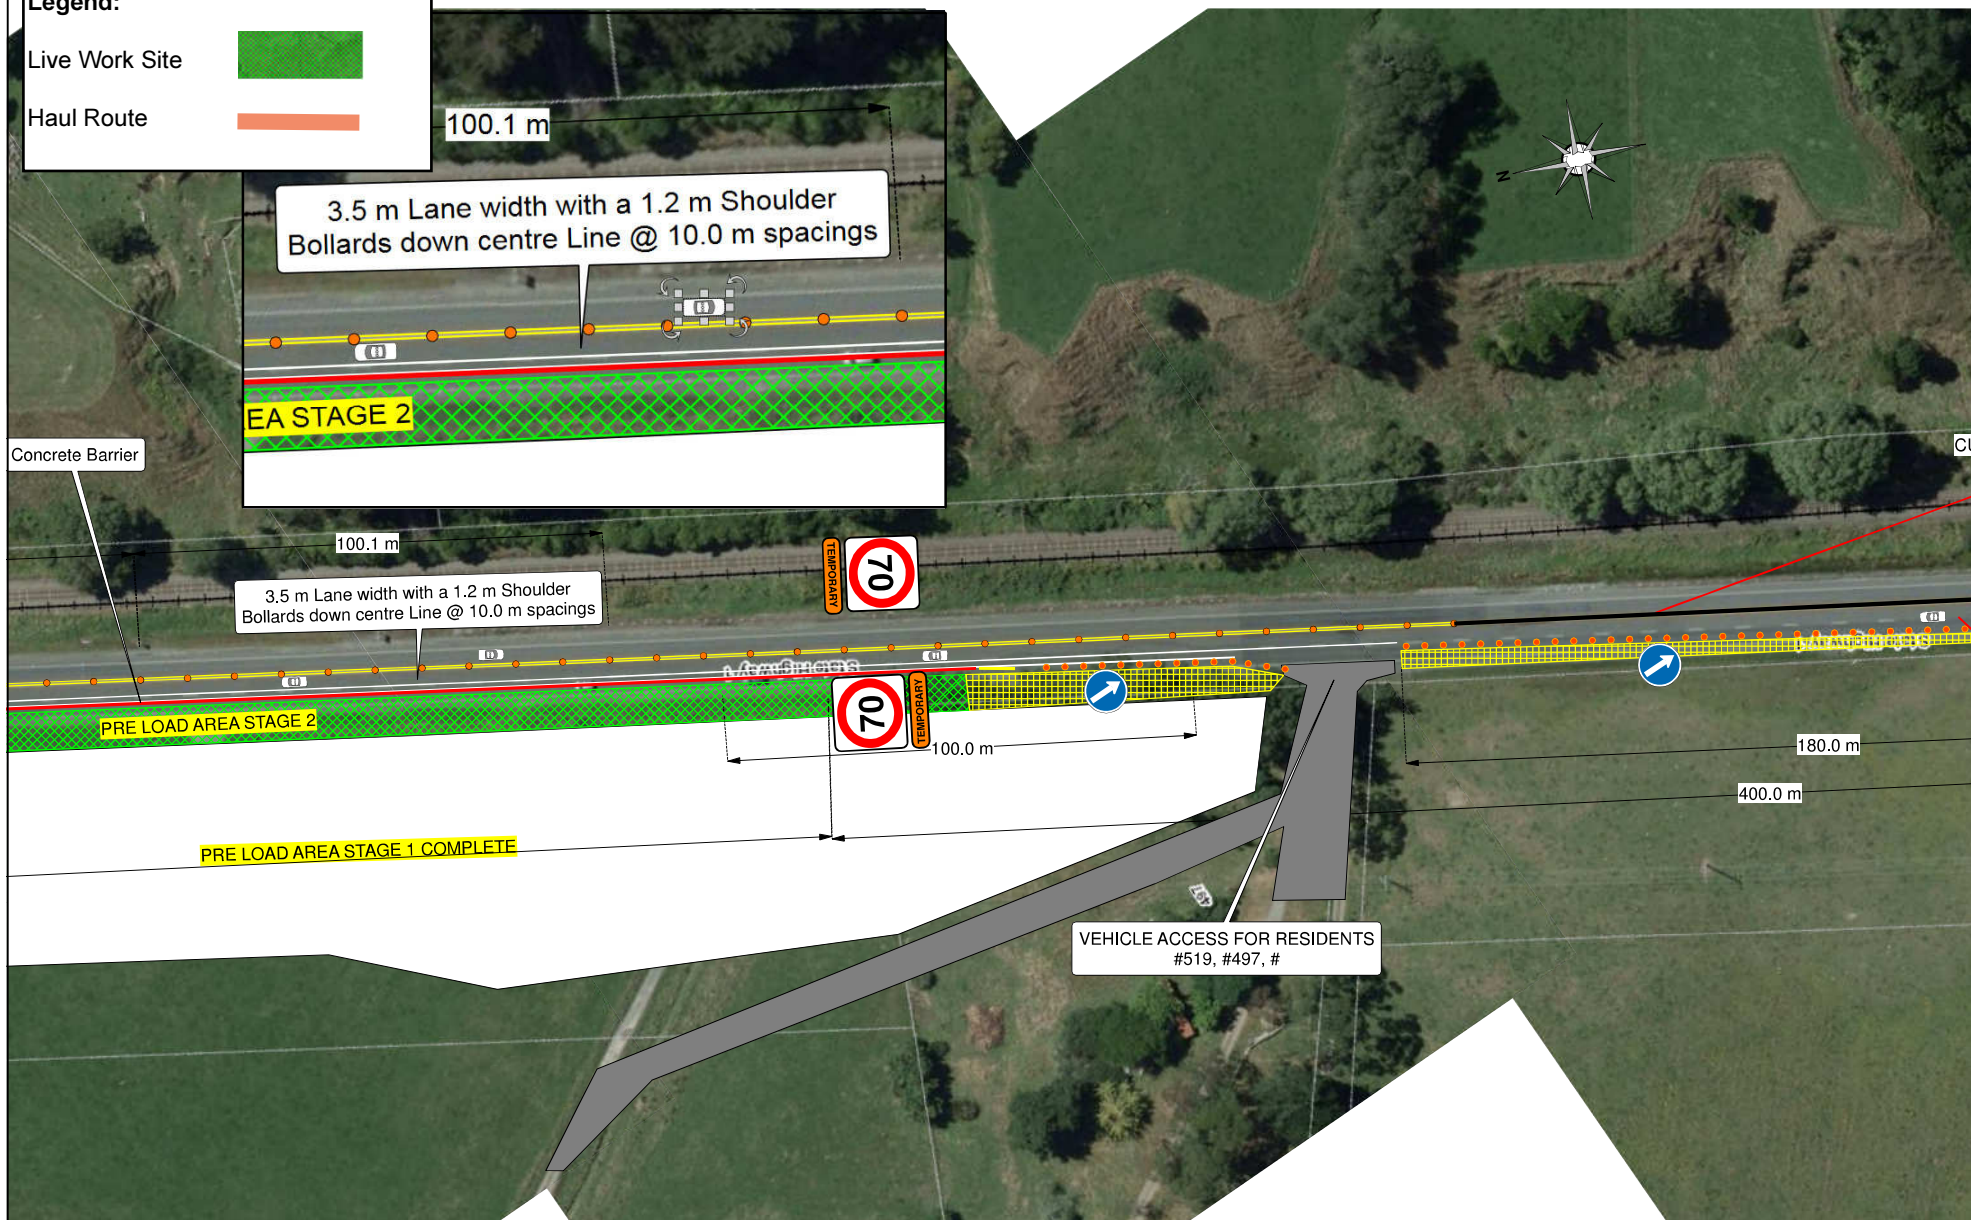 Legend:
Live Work Site
Haul Route
100.1 m
3.5 m Lane width with a 1.2 m Shoulder
Bollards down centre Line @ 10.0 m spacings
EA STAGE 2
N
Concrete Barrier
CU
100.1 m
3.5 m Lane width with a 1.2 m Shoulder
Bollards down centre Line @ 10.0 m spacings
TEMPORARY
70
PRE LOAD AREA STAGE 2
70
TEMPORARY
100.0 m
180.0 m
400.0 m
PRE LOAD AREA STAGE 1 COMPLETE
497
VEHICLE ACCESS FOR RESIDENTS
#519, #497, #